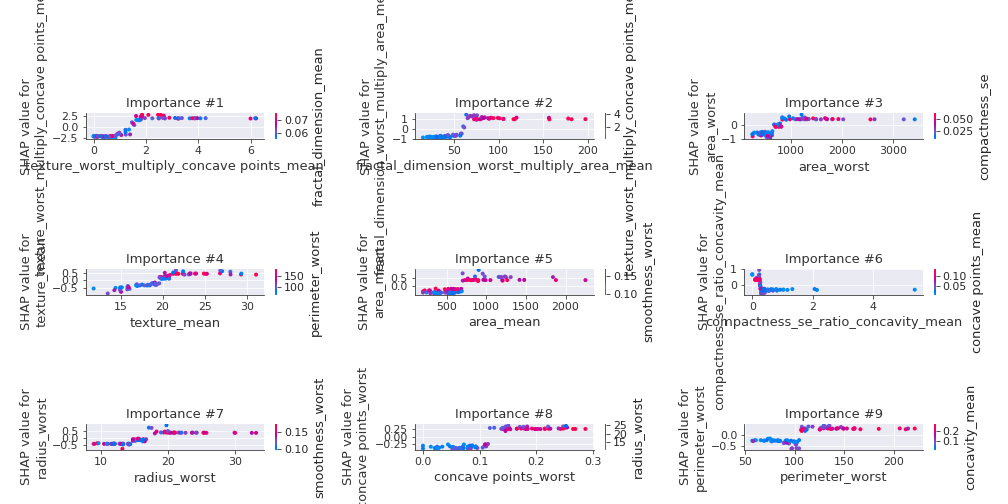 Importance #1
2.5
0.0
−2.5
0
2
4
6
texture_worst_multiply_concave points_mean
SHAP value for
texture_worst_multiply_concave points_me
0.07
0.06
fractal_dimension_mean
Importance #2
1
0
−1
50
100
150
200
fractal_dimension_worst_multiply_area_mean
SHAP value for
fractal_dimension_worst_multiply_area_me
4
2
texture_worst_multiply_concave points_me
Importance #3
0
−1
1000
2000
3000
area_worst
SHAP value for
area_worst
0.050
0.025
compactness_se
Importance #4
0.5
0.0
−0.5
15
20
25
30
texture_mean
SHAP value for
texture_mean
150
100
perimeter_worst
Importance #5
0.5
0.0
500
1000
1500
2000
area_mean
SHAP value for
area_mean
0.15
0.10
smoothness_worst
Importance #6
1
0
0
2
4
compactness_se_ratio_concavity_mean
SHAP value for
compactness_se_ratio_concavity_mean
0.10
0.05
concave points_mean
Importance #7
0.5
0.0
−0.5
10
20
30
radius_worst
SHAP value for
radius_worst
0.15
0.10
smoothness_worst
Importance #8
0.25
0.00
−0.25
0.0
0.1
0.2
0.3
concave points_worst
SHAP value for
concave points_worst
25
20
15
radius_worst
Importance #9
0.0
−0.5
50
100
150
200
perimeter_worst
SHAP value for
perimeter_worst
0.2
0.1
concavity_mean